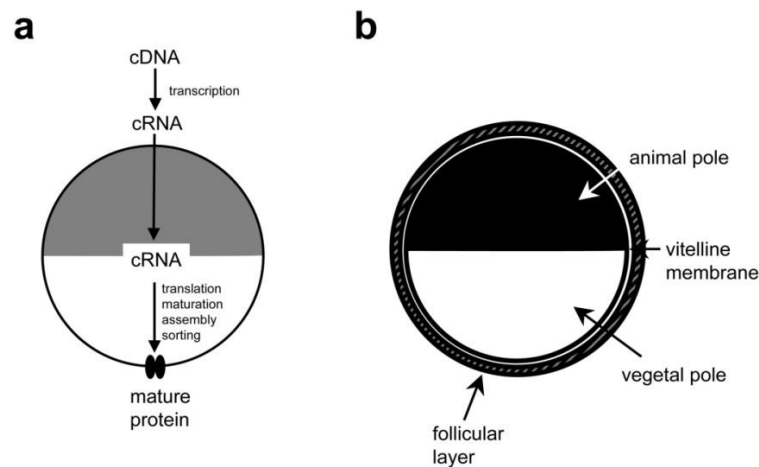 a
cDNA
transcription
cRNA
cRNA
translation
maturation
assembly
sorting
mature
protein
b
animal pole
vitelline
membrane
vegetal pole
follicular
layer